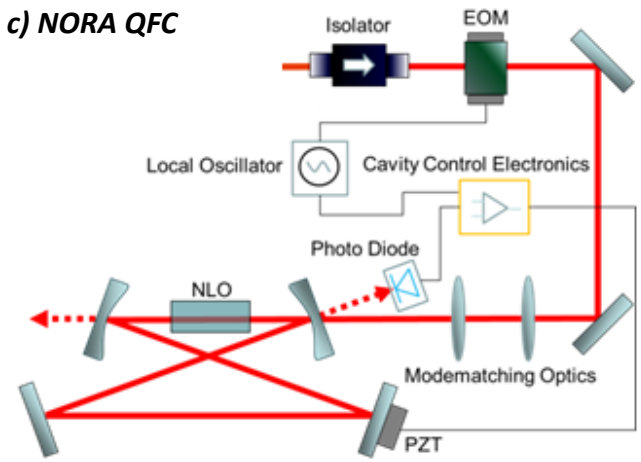 c) NORA QFC
Isolator
EOM
Local Oscillator
Cavity Control Electronics
Photo Diode
NLO
Modematching Optics
PZT